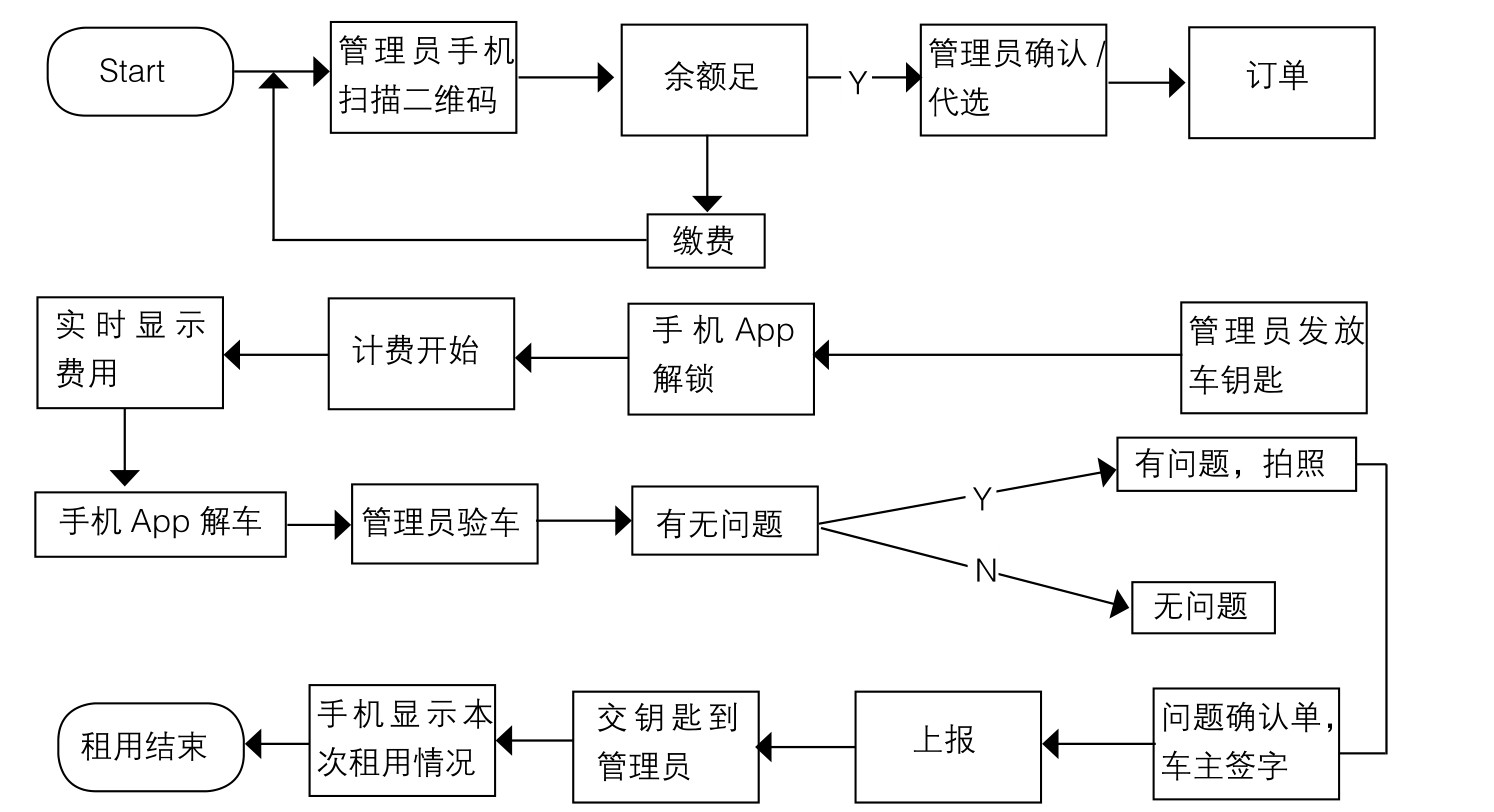 Start
管理员手机
扫描二维码
余额足
Y
管理员确认 /
代选
订单
缴费
实时显示
费用
计费开始
手机 App
解锁
管理员发放
车钥匙
手机 App 解车
管理员验车
有无问题
Y
有问题，拍照
N
无问题
租用结束
手机显示本
次租用情况
交钥匙到
管理员
上报
问题确认单，
车主签字